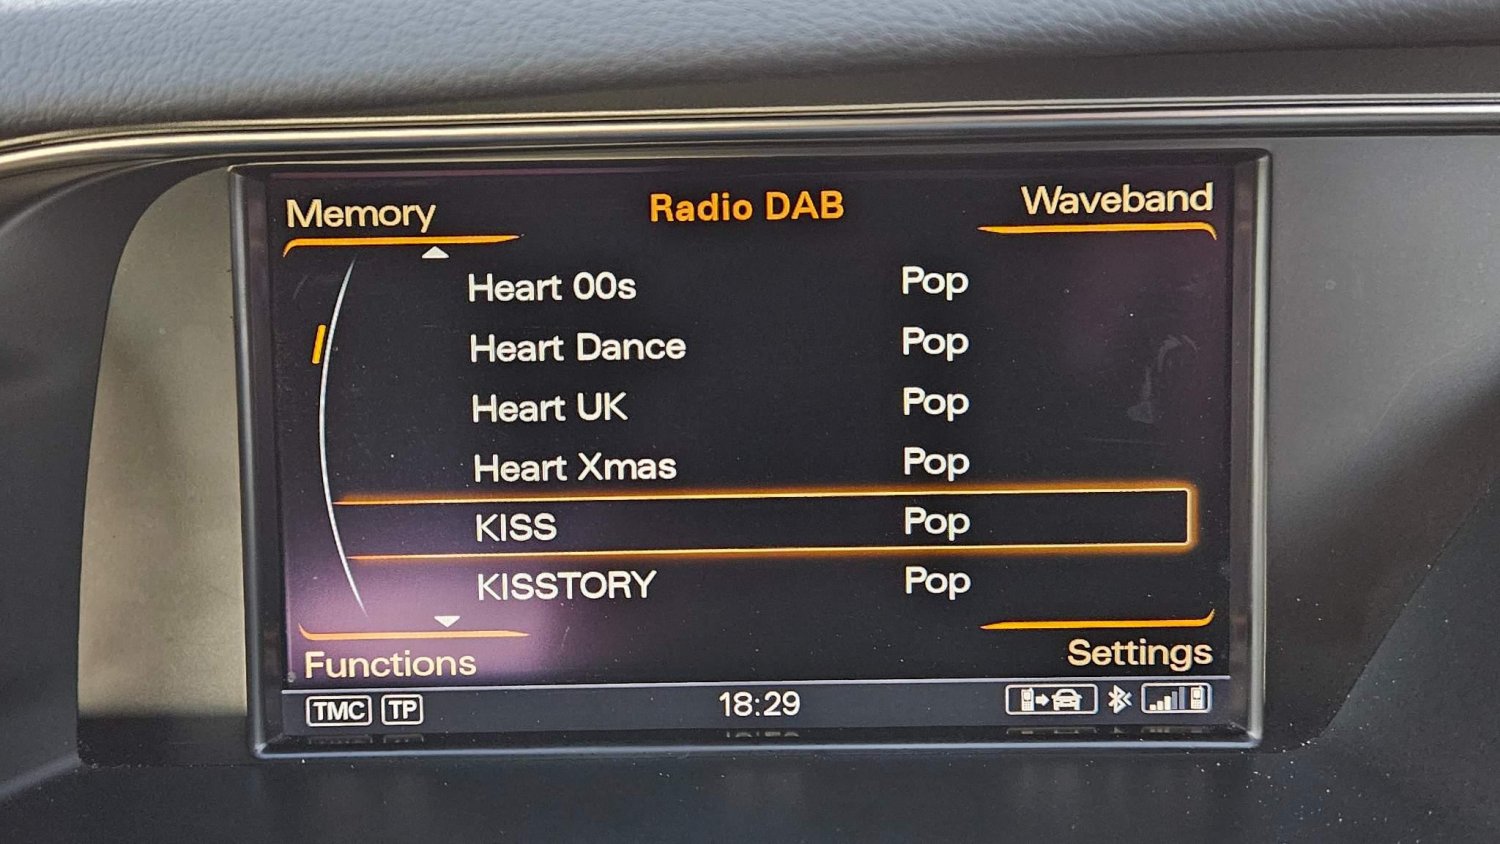 Memory Radio DAB Waveband
Heart 00s Pop
Heart Dance Pop
Heart UK Pop
Heart Xmas Pop
KISS Pop
KISSTORY Pop
Functions Settings
TMC TP 18:29